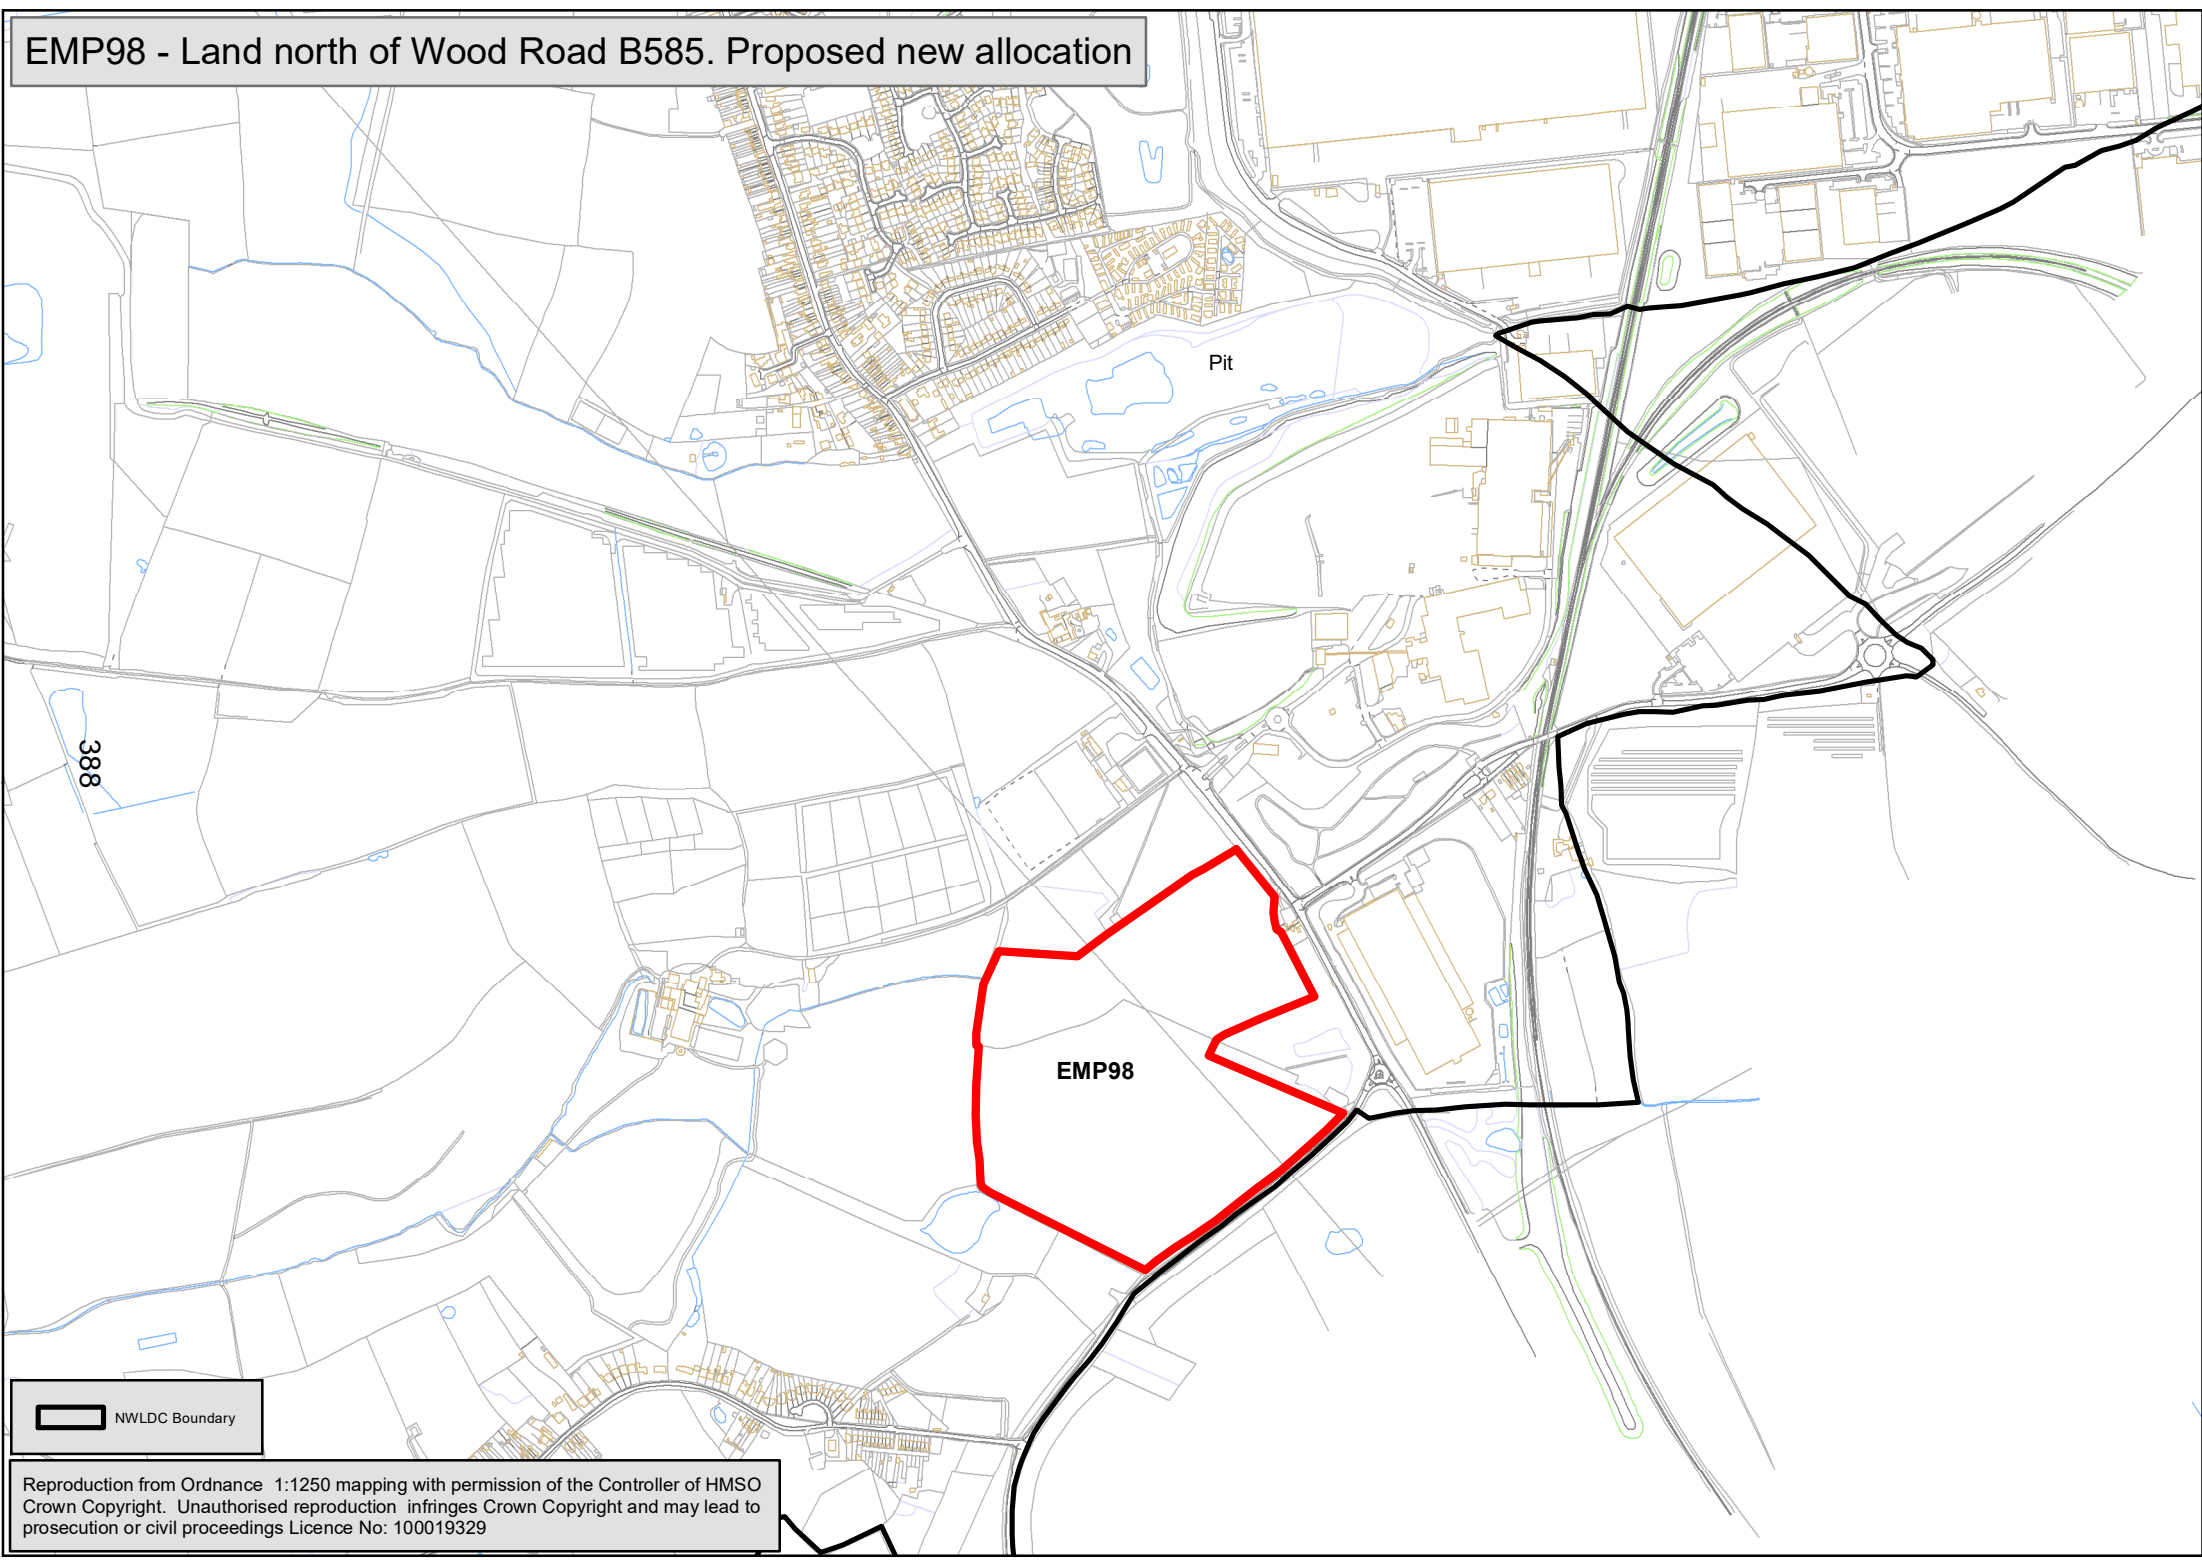 EMP98 - Land north of Wood Road B585. Proposed new allocation
Pit
388
EMP98
NWLDC Boundary
Reproduction from Ordnance 1:1250 mapping with permission of the Controller of HMSO
Crown Copyright. Unauthorised reproduction infringes Crown Copyright and may lead to
prosecution or civil proceedings Licence No: 100019329